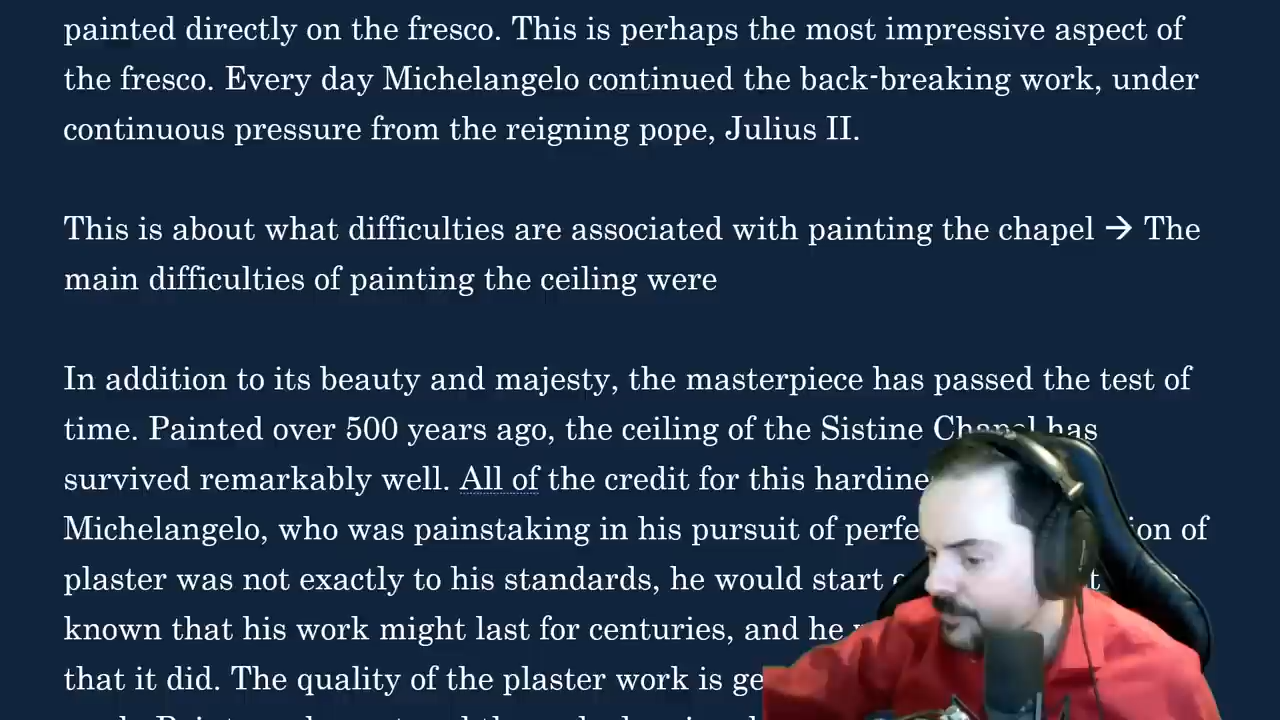 painted directly on the fresco. This is perhaps the most impressive aspect of
the fresco. Every day Michelangelo continued the back-breaking work, under
continuous pressure from the reigning pope, Julius II.
This is about what difficulties are associated with painting the chapel → The
main difficulties of painting the ceiling were
In addition to its beauty and majesty, the masterpiece has passed the test of
time. Painted over 500 years ago, the ceiling of the Sistine Chapel has
survived remarkably well. All of the credit for this
Michelangelo, who was painstaking in his pursuit of of
plaster was not exactly to his standards, he would start
known that his work might last for centuries, and he
that it did. The quality of the plaster work is